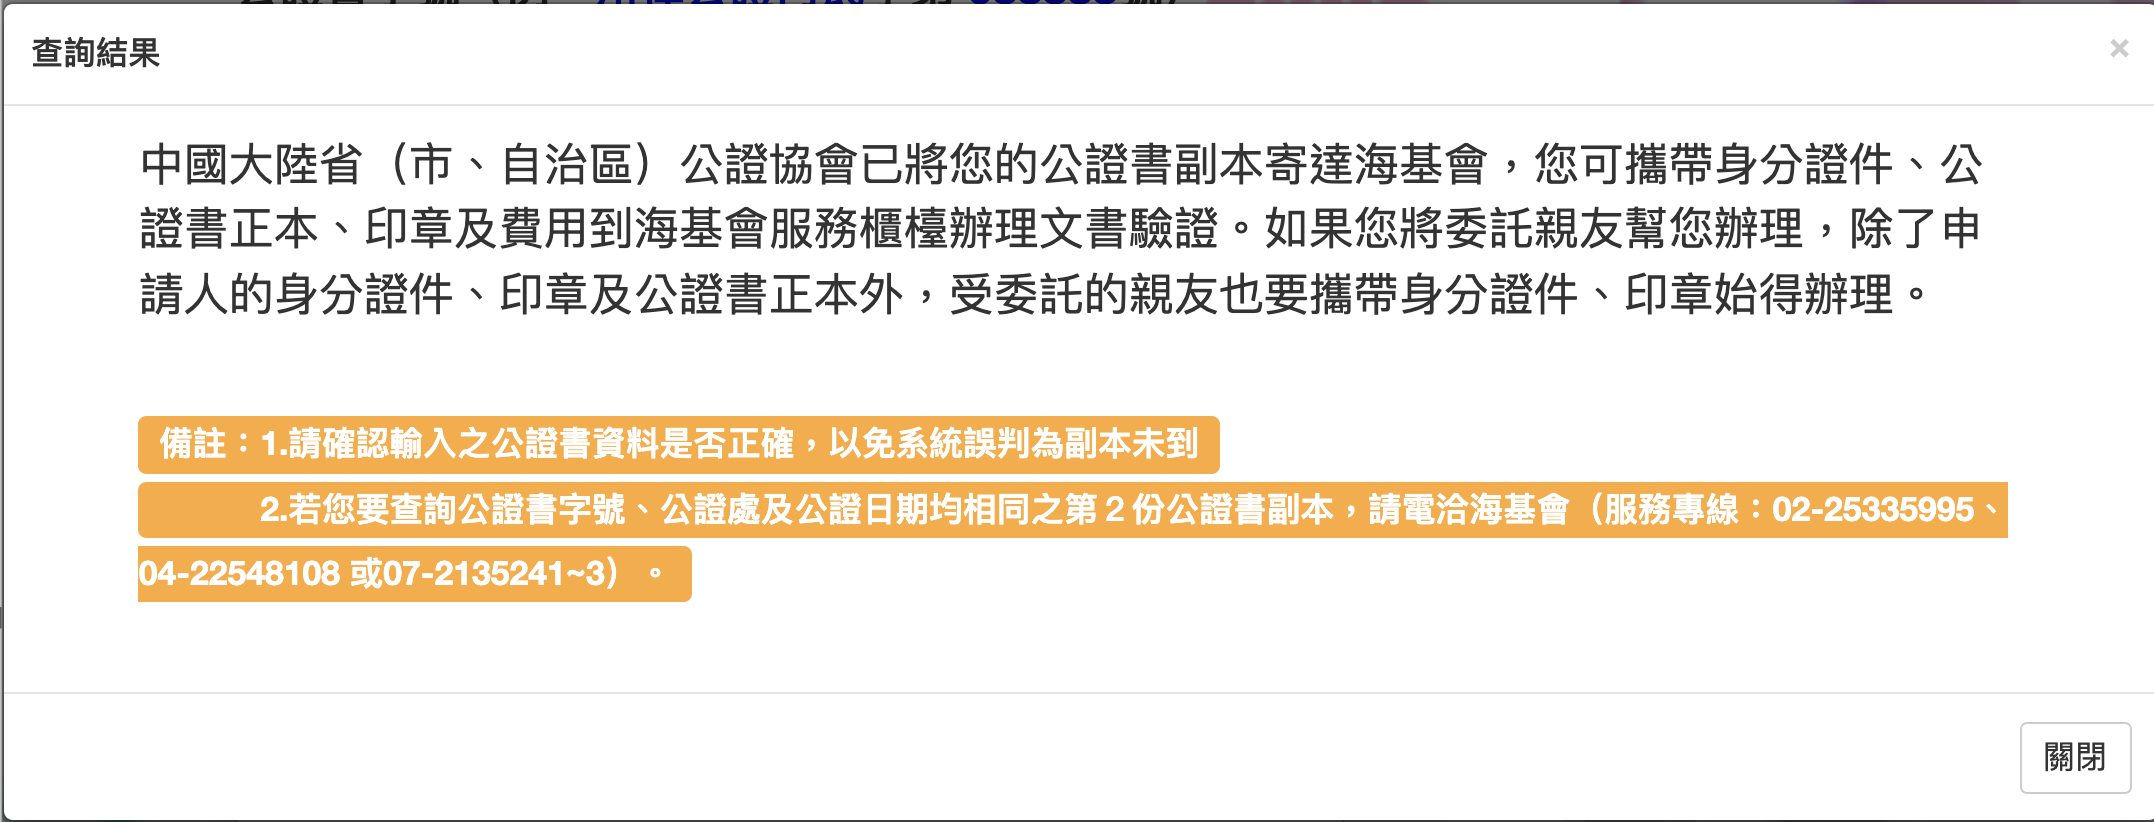 查詢結果
×
中國大陸省（市、自治區）公證協會已將您的公證書副本寄達海基會，您可攜帶身分證件、公
證書正本、印章及費用到海基會服務櫃檯辦理文書驗證。如果您將委託親友幫您辦理，除了申
請人的身分證件、印章及公證書正本外，受委託的親友也要攜帶身分證件、印章始得辦理。
備註：1.請確認輸入之公證書資料是否正確，以免系統誤判為副本未到
2.若您要查詢公證書字號、公證處及公證日期均相同之第２份公證書副本，請電洽海基會（服務專線：02-25335995、
04-22548108 或07-2135241~3）。
關閉